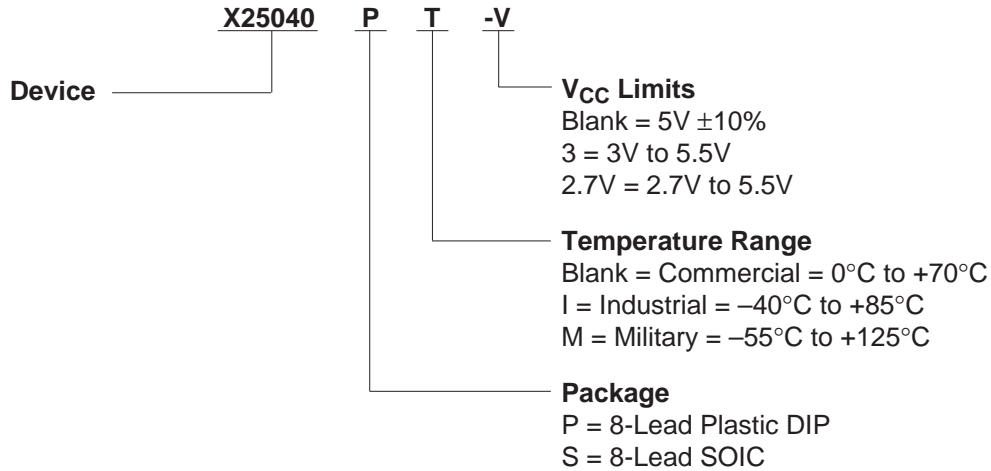 X25040 P T -V
Device
VCC Limits
Blank = 5V ±10%
3 = 3V to 5.5V
2.7V = 2.7V to 5.5V
Temperature Range
Blank = Commercial = 0°C to +70°C
I = Industrial = –40°C to +85°C
M = Military = –55°C to +125°C
Package
P = 8-Lead Plastic DIP
S = 8-Lead SOIC